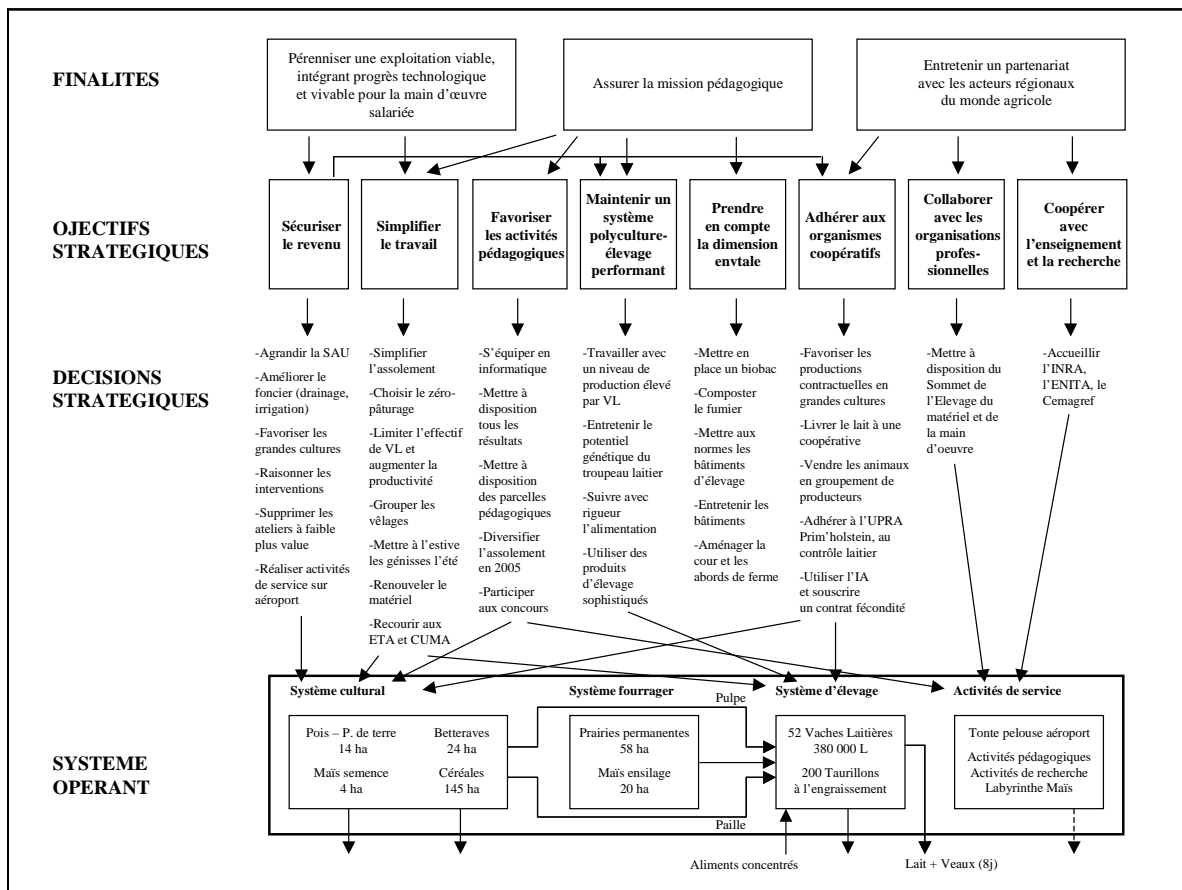 FINALITES
Pérenniser une exploitation viable,
intégrant progrès technologique
et vivable pour la main d’œuvre
salariée
Assurer la mission pédagogique
Entretenir un partenariat
avec les acteurs régionaux
du monde agricole
OJECTIFS
STRATEGIQUES
Sécuriser
le revenu
Simplifier
le travail
Favoriser
les activités
pédagogiques
Maintenir un
système
polyculture-
élevage
performant
Prendre
en compte
la dimension
envtale
Adhérer aux
organismes
coopératifs
Collaborer
avec les
organisations
profes-
sionnelles
Coopérer
avec
l’enseignement
et la recherche
DECISIONS
STRATEGIQUES
-Agrandir la SAU
-Améliorer le
foncier (drainage,
irrigation)
-Favoriser les
grandes cultures
-Raisonner les
interventions
-Supprimer les
ateliers à faible
plus value
-Réaliser activités
de service sur
aéroport
-Simplifier
l’assolement
-Choisir le zéro-
pâturage
-Limiter l’effectif
de VL et
augmenter la
productivité
-Grouper les
vêlages
-Mettre à l’estive
les génisses l’été
-Renouveler le
matériel
-Recourir aux
ETA et CUMA
-S’équiper en
informatique
-Mettre à
disposition
tous les
résultats
-Mettre à
disposition
des parcelles
pédagogiques
-Diversifier
l’assolement
en 2005
-Participer
aux concours
-Travailler avec
un niveau de
production élevé
par VL
-Entretenir le
potentiel
génétique du
troupeau laitier
-Suivre avec
rigueur
l’alimentation
-Utiliser des
produits
d’élevage
sophistiqués
-Mettre en
place un biobac
-Composter
le fumier
-Mettre aux
normes les
bâtiments
d’élevage
-Entretenir les
bâtiments
-Aménager la
cour et les
abords de ferme
-Favoriser les
productions
contractuelles en
grandes cultures
-Livrer le lait à une
coopérative
-Vendre les animaux
en groupement de
producteurs
-Adhérer à l’UPRA
Prim’holstein, au
contrôle laitier
-Utiliser l’IA
et souscrire
un contrat fécondité
-Mettre à
disposition du
Sommet de
l’Elevage du
matériel et de
la main
d’oeuvre
-Accueillir
l’INRA,
l’ENITA, le
Cemagref
SYSTEME
OPERANT
Système cultural
Système fourrager
Système d’élevage
Activités de service
Pulpe
Pois – P. de terre
14 ha
Betteraves
24 ha
Maïs semence
4 ha
Céréales
145 ha
Prairies permanentes
58 ha
Maïs ensilage
20 ha
52 Vaches Laitières
380 000 L
200 Taurillons
à l’engraissement
Tonte pelouse aéroport
Activités pédagogiques
Activités de recherche
Labyrinthe Maïs
Paille
Aliments concentrés
Lait + Veaux (8j)